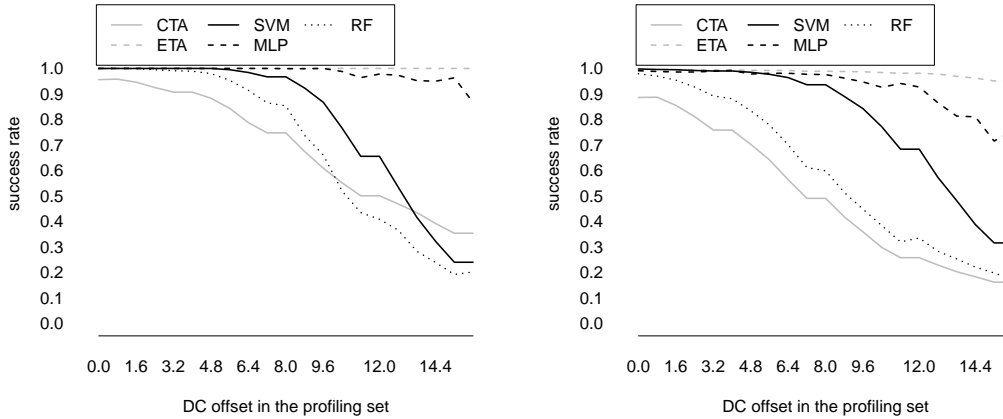 CTA SVM RF
ETA MLP
success rate
1.0
0.9
0.8
0.7
0.6
0.5
0.4
0.3
0.2
0.1
0.0
0.0 1.6 3.2 4.8 6.4 8.0 9.6 12.0 14.4
DC offset in the profiling set
CTA SVM RF
ETA MLP
success rate
1.0
0.9
0.8
0.7
0.6
0.5
0.4
0.3
0.2
0.1
0.0
0.0 1.6 3.2 4.8 6.4 8.0 9.6 12.0 14.4
DC offset in the profiling set